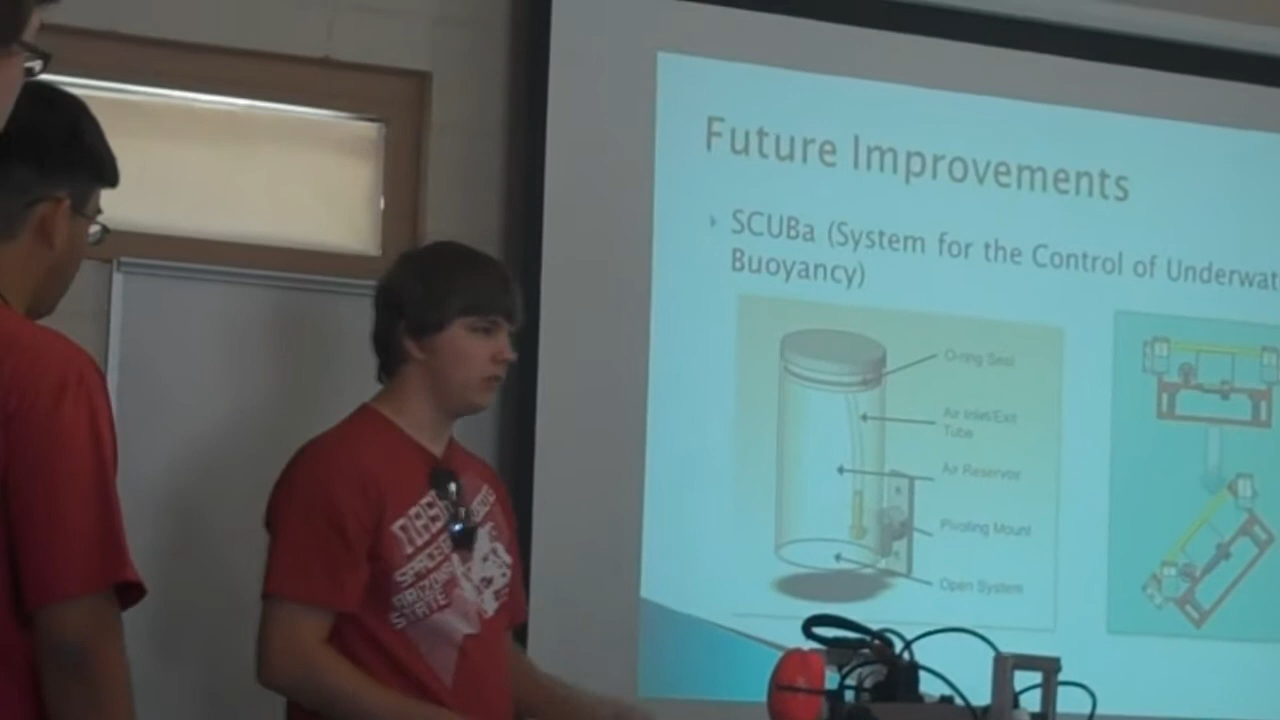 Future Improvements
SCUBa (System for the Control of Underwat
Buoyancy)
O-ring Seal
Air Inlet/Exit
Tube
Air Reservoir
Pivoting Mount
Open System
SPACE
ARIZONA
STATE